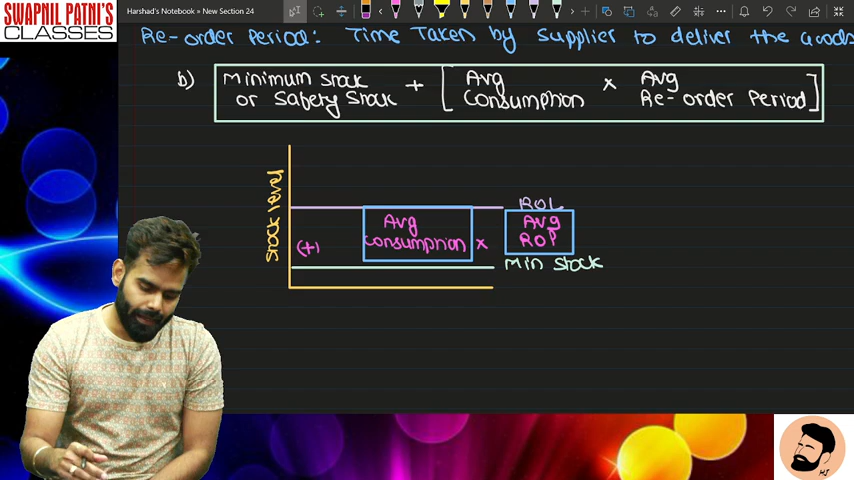 SWAPNIL PATNI'S
CLASSES
Harshad's Notebook » New Section 24
Re-order Period: Time Taken by supplier to deliver the goods
b) Minimum stock or Safety Stock + [Avg Consumption x Avg Re-order Period]
Stock level
ROL
(+) Avg Consumption x Avg ROP
Min Stock
HS